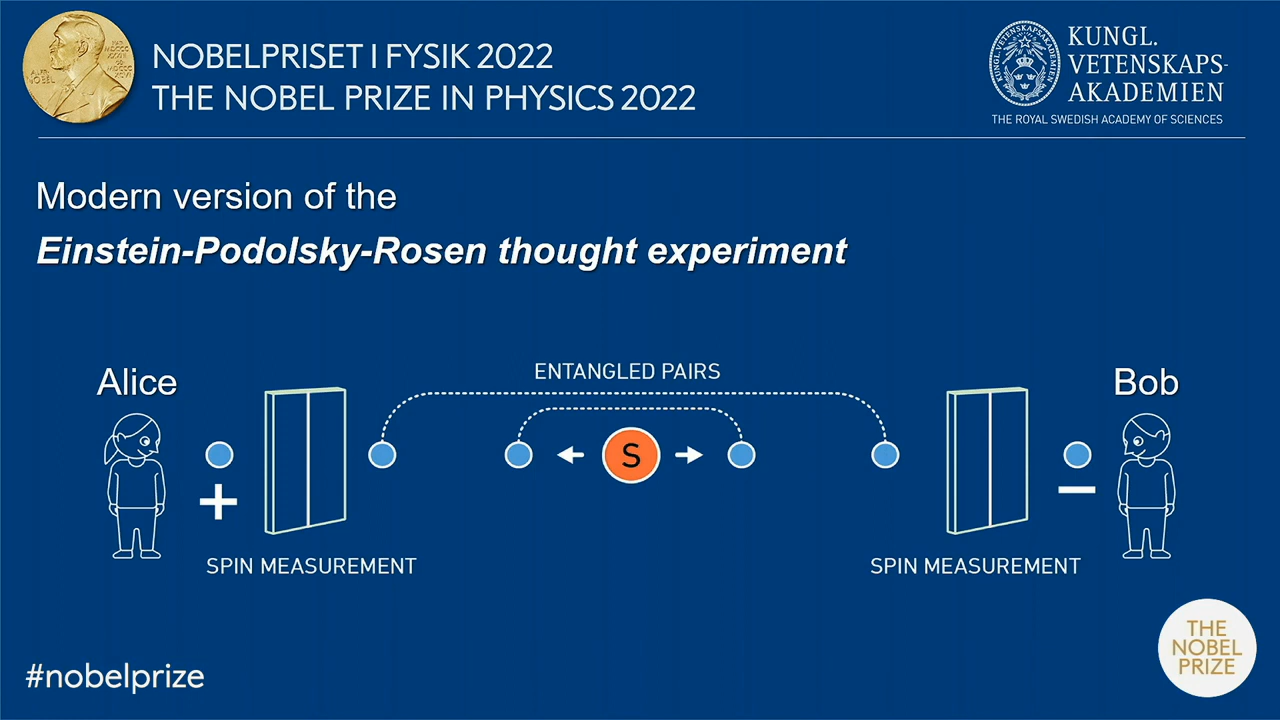 NOBELPRISET I FYSIK 2022
THE NOBEL PRIZE IN PHYSICS 2022
KUNGL.
VETENSKAPS-
AKADEMIEN
THE ROYAL SWEDISH ACADEMY OF SCIENCES
Modern version of the
Einstein-Podolsky-Rosen thought experiment
ENTANGLED PAIRS
Alice
Bob
S
+
−
SPIN MEASUREMENT
SPIN MEASUREMENT
THE
NOBEL
PRIZE
#nobelprize